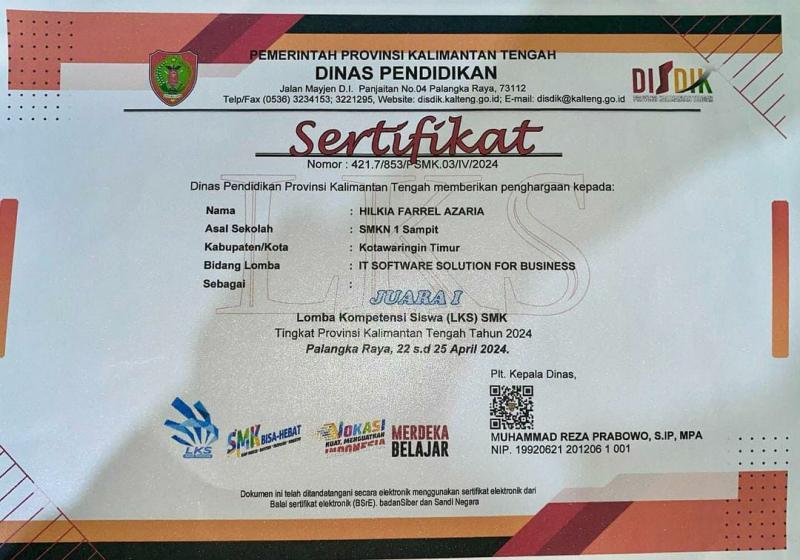 PEMERINTAH PROVINSI KALIMANTAN TENGAH
DINAS PENDIDIKAN
Jalan Mayjen D.I. Panjaitan No.04 Palangka Raya, 73112
Telp/Fax (0536) 3234153; 3221295, Website: disdik.kalteng.go.id; E-mail: disdik@kalteng.go.id
DISDIK
PROVINSI KALIMANTAN TENGAH
Sertifikat
Nomor : 421.7/853/PSMK.03/IV/2024
Dinas Pendidikan Provinsi Kalimantan Tengah memberikan penghargaan kepada:
LKS
Nama : HILKIA FARREL AZARIA
Asal Sekolah : SMKN 1 Sampit
Kabupaten/Kota : Kotawaringin Timur
Bidang Lomba : IT SOFTWARE SOLUTION FOR BUSINESS
Sebagai :
JUARA I
Lomba Kompetensi Siswa (LKS) SMK
Tingkat Provinsi Kalimantan Tengah Tahun 2024
Palangka Raya, 22 s.d 25 April 2024.
Plt. Kepala Dinas,
MUHAMMAD REZA PRABOWO, S.IP, MPA
NIP. 19920621 201206 1 001
LKS
SMK BISA-HEBAT
VOKASI
KUAT, MENGUATKAN
INDONESIA
MERDEKA
BELAJAR
Dokumen ini telah ditandatangani secara elektronik menggunakan sertifikat elektronik dari
Balai sertifikat elektronik (BSrE). badanSiber dan Sandi Negara